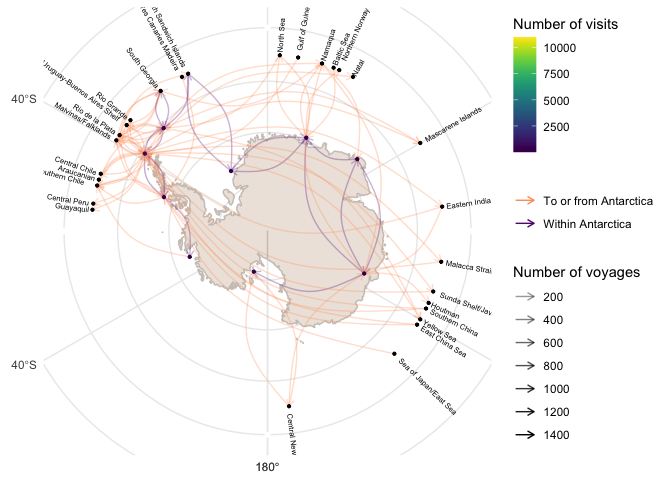 Number of visits
10000
7500
5000
2500
To or from Antarctica
Within Antarctica
Number of voyages
200
400
600
800
1000
1200
1400
40°S
40°S
180°
Sandwich Islands
Canaries Madeira
South Georgia
Uruguay-Buenos Aires Shelf
Rio Grande
Rio de la Plata
Malvinas/Falklands
Central Chile
Araucanian
Chile
Central Peru
Guayaquil
North Sea
Gulf of Guine
Namaqua
Baltic Sea
Northern Norway
Natal
Mascarene Islands
Eastern India
Malacca Strai
Sunda Shelf/Jav
Houtman
Southern China
Yellow Sea
East China Sea
Sea of Japan/East Sea
Central New